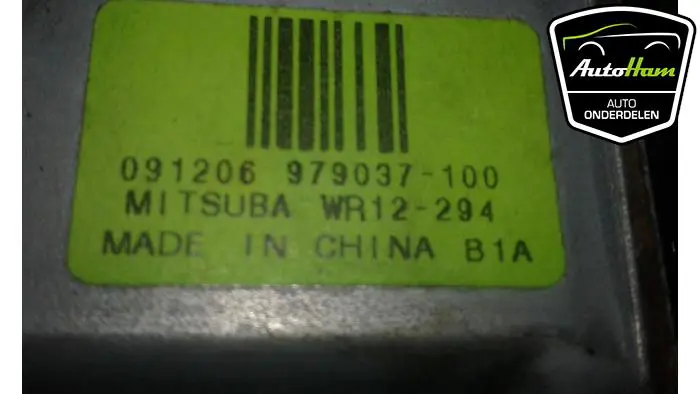 091206 979037-100
MITSUBA WR12-294
MADE IN CHINA B1A
AutoHam
AUTO
ONDERDELEN